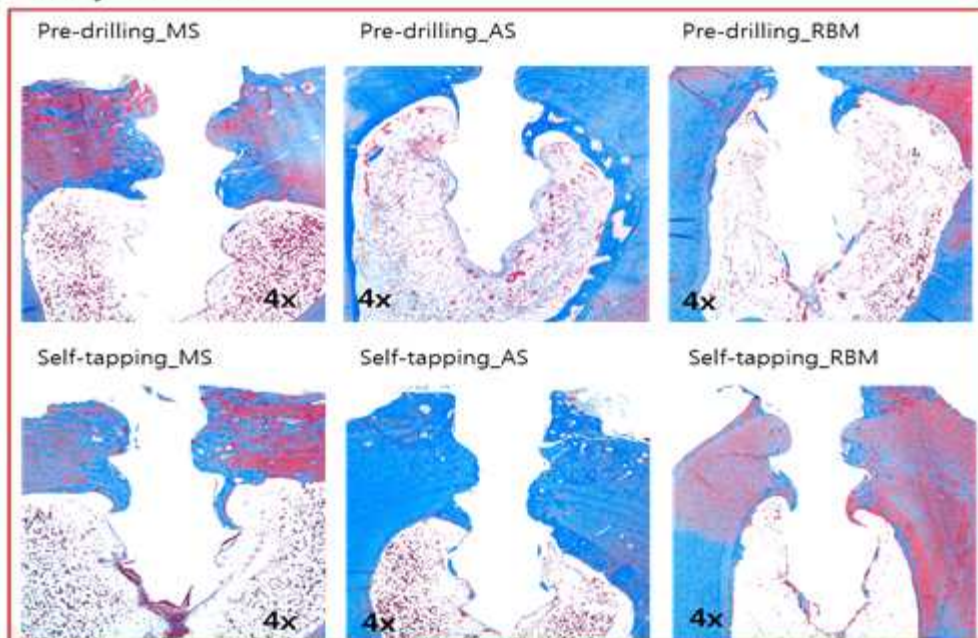 Pre-drilling_MS
Pre-drilling_AS
Pre-drilling_RBM
4x
4x
4x
Self-tapping_MS
Self-tapping_AS
Self-tapping_RBM
4x
4x
4x